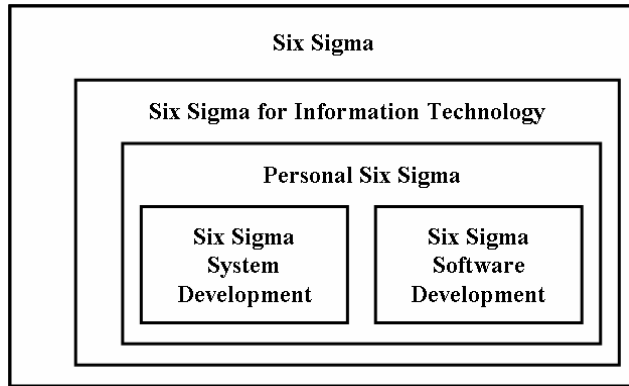 Six Sigma
Six Sigma for Information Technology
Personal Six Sigma
Six Sigma
System
Development
Six Sigma
Software
Development